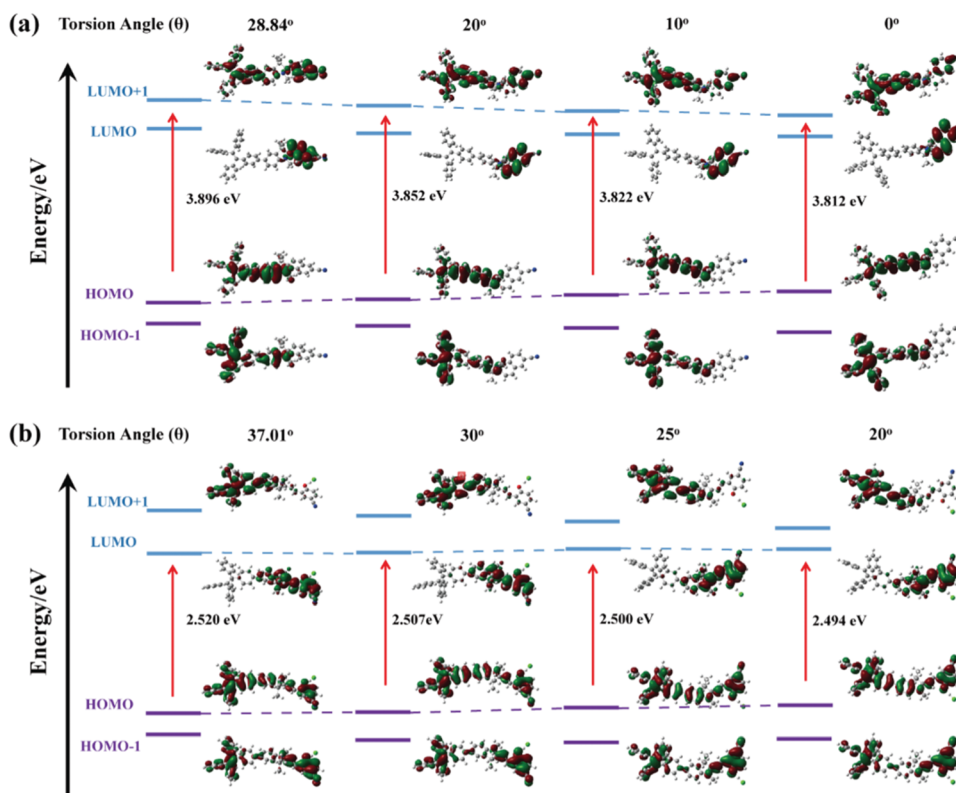 (a) Torsion Angle (θ) 28.84° 20° 10° 0°
LUMO+1
LUMO
3.896 eV 3.852 eV 3.822 eV 3.812 eV
Energy/eV
HOMO
HOMO-1
(b) Torsion Angle (θ) 37.01° 30° 25° 20°
LUMO+1
LUMO
2.520 eV 2.507eV 2.500 eV 2.494 eV
Energy/eV
HOMO
HOMO-1